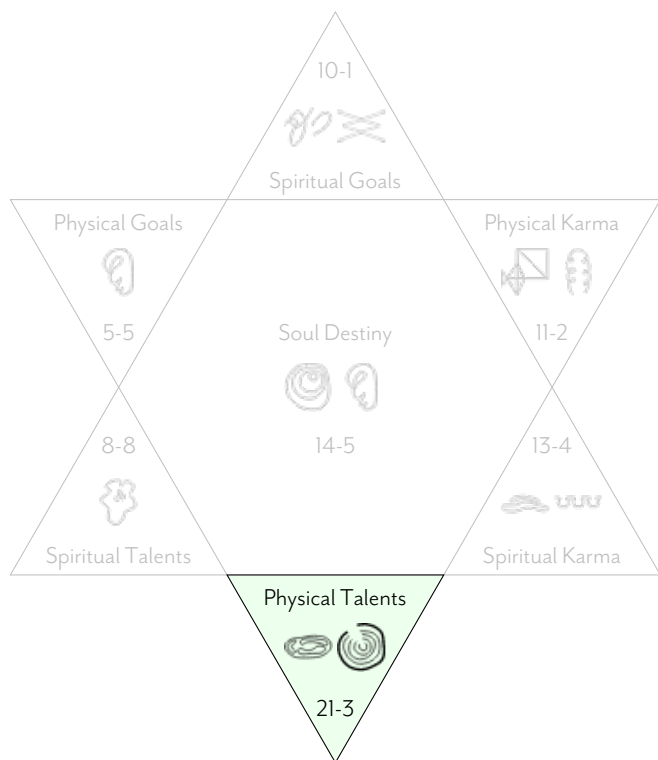 10-1
Spiritual Goals
Physical Goals
5-5
Physical Karma
11-2
Soul Destiny
14-5
8-8
Spiritual Talents
13-4
Spiritual Karma
Physical Talents
21-3